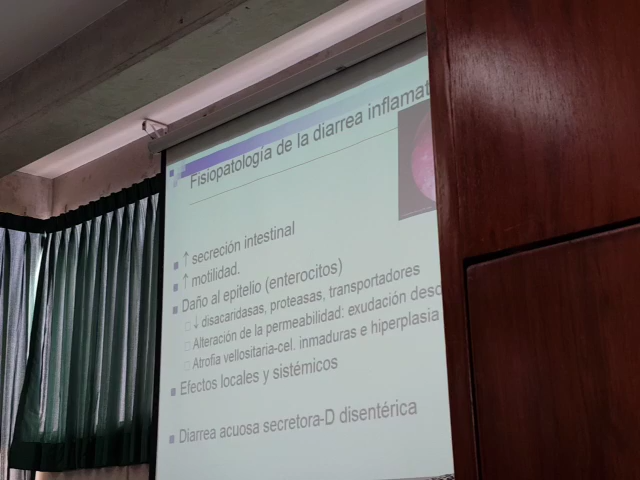 Fisiopatología de la diarrea inflamat
↑ secreción intestinal
↑ motilidad.
Daño al epitelio (enterocitos)
↓ disacaridasas, proteasas, transportadores
Alteración de la permeabilidad: exudación desc
Atrofia vellositaria-cel. inmaduras e hiperplasia
Efectos locales y sistémicos
Diarrea acuosa secretora-D disentérica